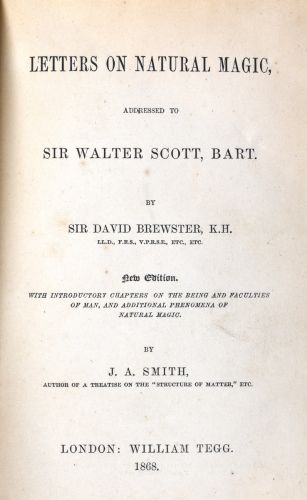 LETTERS ON NATURAL MAGIC,
ADDRESSED TO
SIR WALTER SCOTT, BART.
BY
SIR DAVID BREWSTER, K.H.
LL.D., F.R.S., V.P.R.S.E., ETC., ETC.
New Edition.
WITH INTRODUCTORY CHAPTERS ON THE BEING AND FACULTIES
OF MAN, AND ADDITIONAL PHENOMENA OF
NATURAL MAGIC.
BY
J. A. SMITH,
AUTHOR OF A TREATISE ON THE "STRUCTURE OF MATTER," ETC.
LONDON: WILLIAM TEGG.
1868.